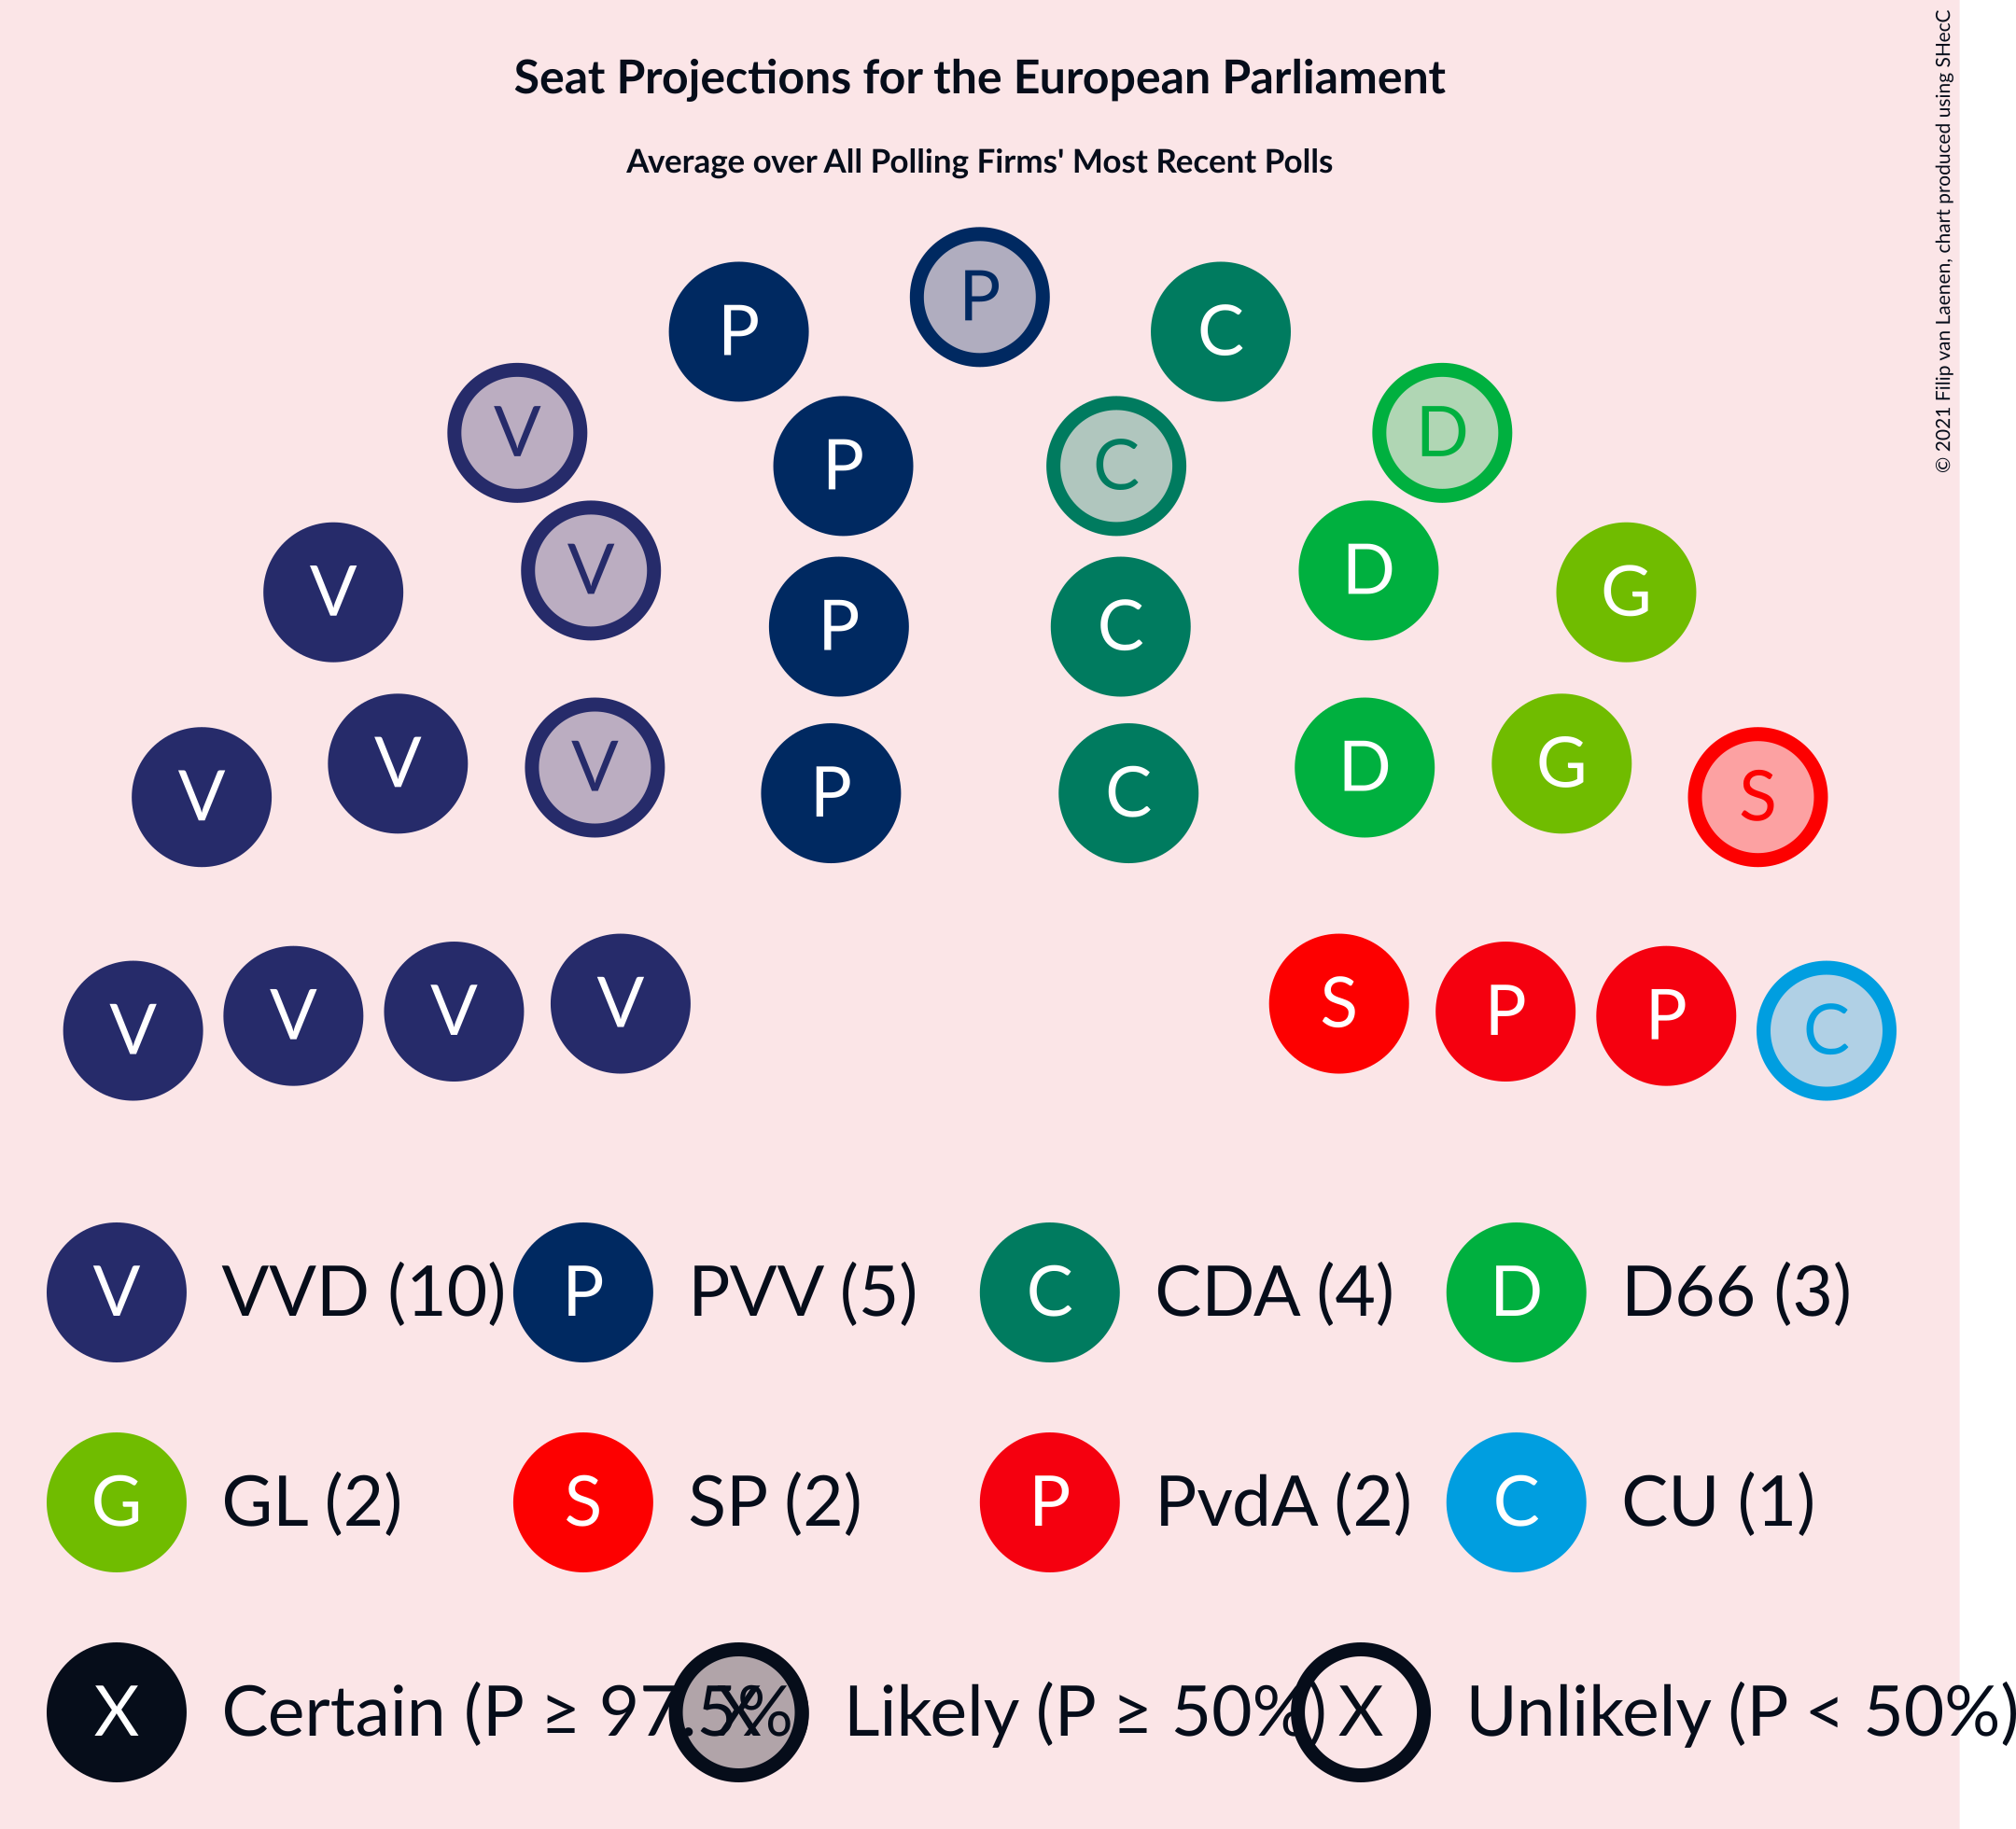 Seat Projections for the European Parliament
Average over All Polling Firms' Most Recent Polls
© 2021 Filip van Laenen, chart produced using SHecC
P
P C
V D
P C
V V D G
P C
V V V D G S
P C
V V V V S P P C
V VVD (10) P PVV (5) C CDA (4) D D66 (3)
G GL (2) S SP (2) P PvdA (2) C CU (1)
X Certain (P ≥ 97.5%) X Likely (P ≥ 50%) X Unlikely (P < 50%)